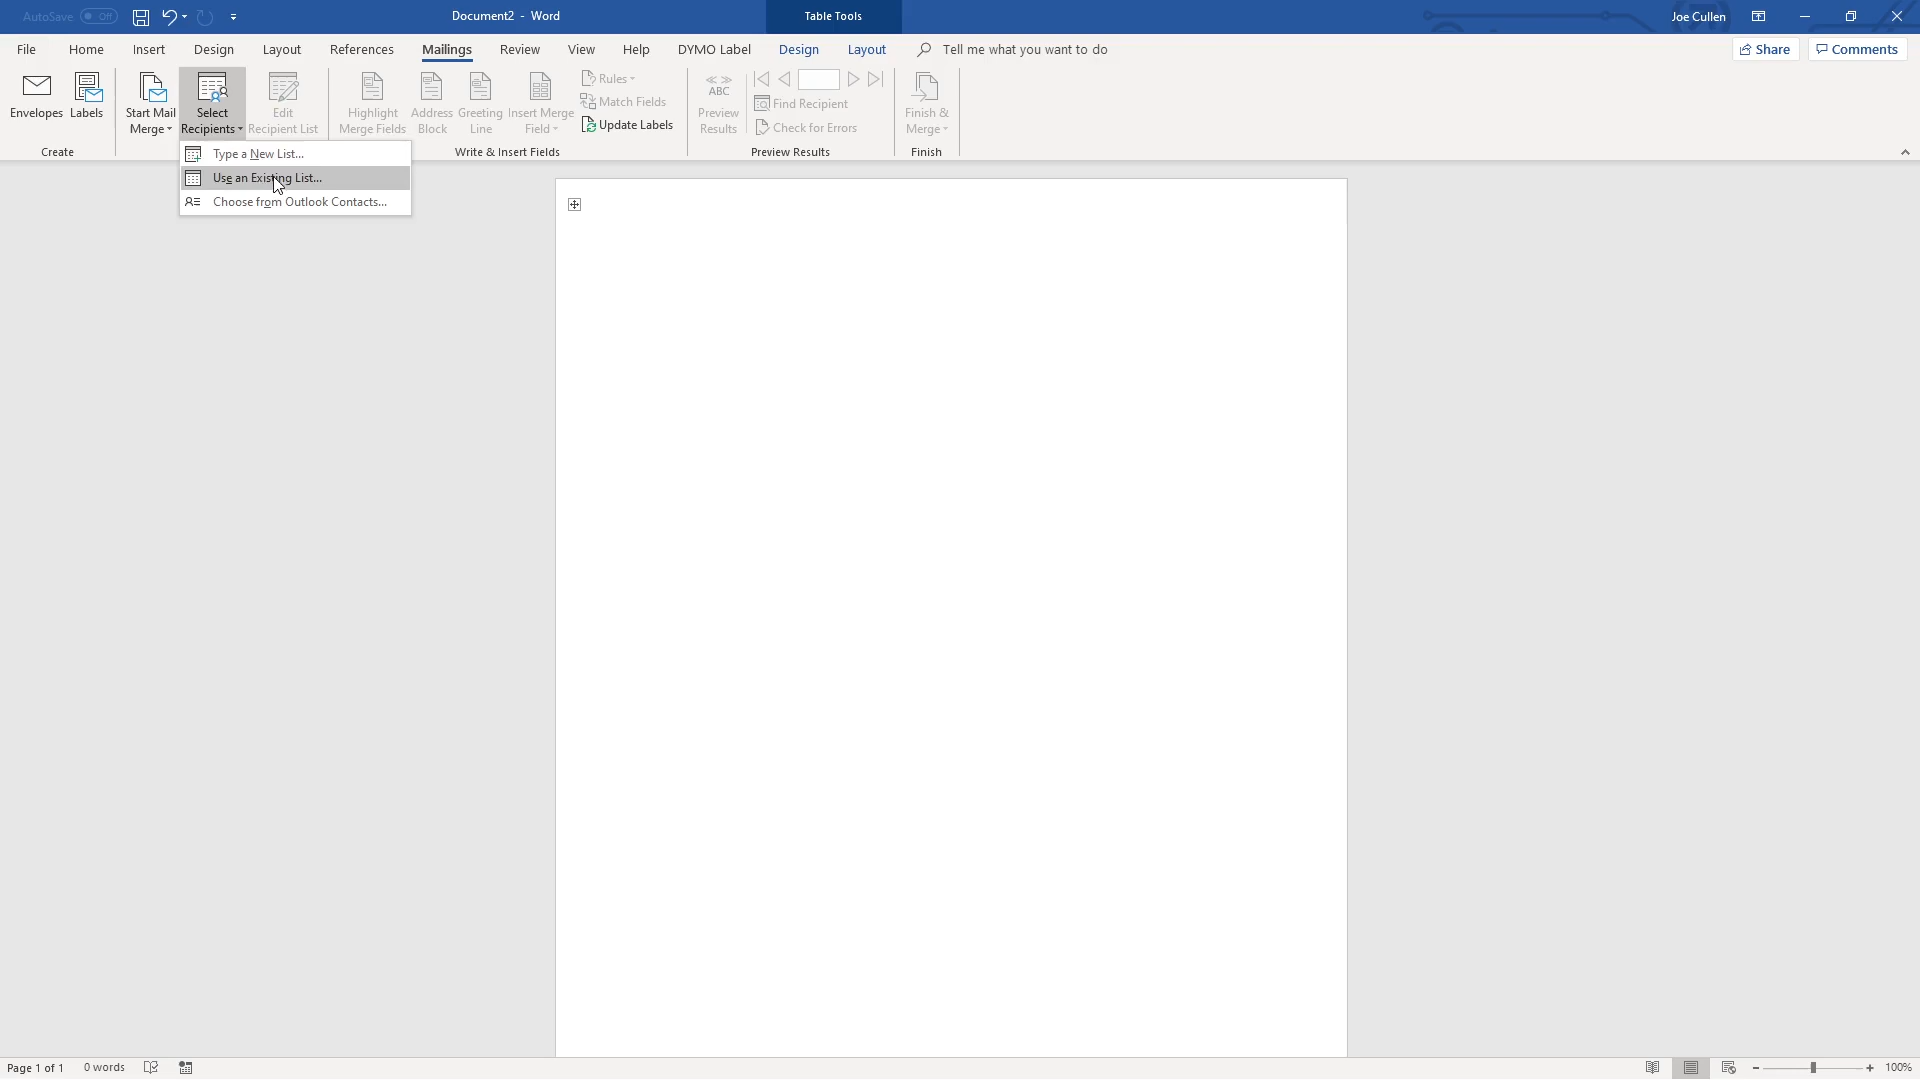 AutoSave Off
Document2 - Word
Table Tools
Joe Cullen
File Home Insert Design Layout References Mailings Review View Help DYMO Label Design Layout Tell me what you want to do
Share Comments
Envelopes Labels
Create
Start Mail
Merge
Select
Recipients
Edit
Recipient List
Highlight
Merge Fields
Address
Block
Greeting
Line
Insert Merge
Field
Rules
Match Fields
Update Labels
Write & Insert Fields
ABC
Preview
Results
Find Recipient
Check for Errors
Preview Results
Finish &
Merge
Finish
Type a New List...
Use an Existing List...
Choose from Outlook Contacts...
Page 1 of 1 0 words
100%